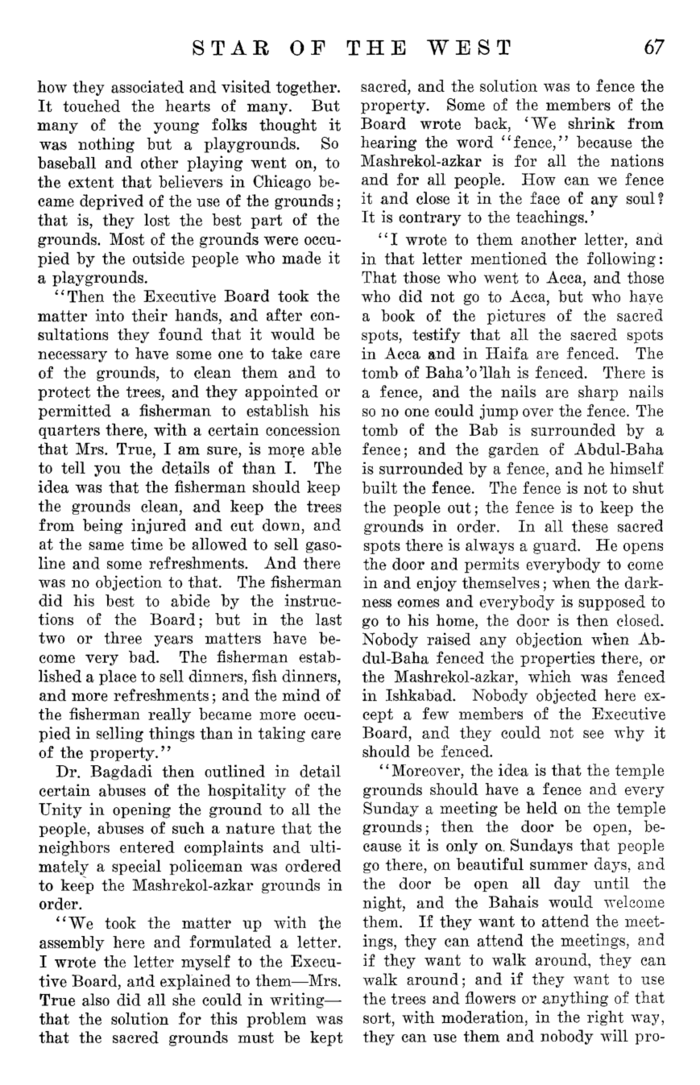 STAR OF THE WEST 67
how they associated and visited together.
It touched the hearts of many. But
many of the young folks thought it
was nothing but a playgrounds. So
baseball and other playing went on, to
the extent that believers in Chicago be-
came deprived of the use of the grounds;
that is, they lost the best part of the
grounds. Most of the grounds were occu-
pied by the outside people who made it
a playgrounds.
"Then the Executive Board took the
matter into their hands, and after con-
sultations they found that it would be
necessary to have some one to take care
of the grounds, to clean them and to
protect the trees, and they appointed or
permitted a fisherman to establish his
quarters there, with a certain concession
that Mrs. True, I am sure, is more able
to tell you the details of than I. The
idea was that the fisherman should keep
the grounds clean, and keep the trees
from being injured and cut down, and
at the same time be allowed to sell gaso-
line and some refreshments. And there
was no objection to that. The fisherman
did his best to abide by the instruc-
tions of the Board; but in the last
two or three years matters have be-
come very bad. The fisherman estab-
lished a place to sell dinners, fish dinners,
and more refreshments; and the mind of
the fisherman really became more occu-
pied in selling things than in taking care
of the property."
Dr. Bagdadi then outlined in detail
certain abuses of the hospitality of the
Unity in opening the ground to all the
people, abuses of such a nature that the
neighbors entered complaints and ulti-
mately a special policeman was ordered
to keep the Mashrekol-azkar grounds in
order.
"We took the matter up with the
assembly here and formulated a letter.
I wrote the letter myself to the Execu-
tive Board, and explained to them—Mrs.
True also did all she could in writing—
that the solution for this problem was
that the sacred grounds must be kept
sacred, and the solution was to fence the
property. Some of the members of the
Board wrote back, 'We shrink from
hearing the word "fence," because the
Mashrekol-azkar is for all the nations
and for all people. How can we fence
it and close it in the face of any soul?
It is contrary to the teachings.'
"I wrote to them another letter, and
in that letter mentioned the following:
That those who went to Acca, and those
who did not go to Acca, but who have
a book of the pictures of the sacred
spots, testify that all the sacred spots
in Acca and in Haifa are fenced. The
tomb of Baha'o'llah is fenced. There is
a fence, and the nails are sharp nails
so no one could jump over the fence. The
tomb of the Bab is surrounded by a
fence; and the garden of Abdul-Baha
is surrounded by a fence, and he himself
built the fence. The fence is not to shut
the people out; the fence is to keep the
grounds in order. In all these sacred
spots there is always a guard. He opens
the door and permits everybody to come
in and enjoy themselves; when the dark-
ness comes and everybody is supposed to
go to his home, the door is then closed.
Nobody raised any objection when Ab-
dul-Baha fenced the properties there, or
the Mashrekol-azkar, which was fenced
in Ishkabad. Nobody objected here ex-
cept a few members of the Executive
Board, and they could not see why it
should be fenced.
"Moreover, the idea is that the temple
grounds should have a fence and every
Sunday a meeting be held on the temple
grounds; then the door be open, be-
cause it is only on Sundays that people
go there, on beautiful summer days, and
the door be open all day until the
night, and the Bahais would welcome
them. If they want to attend the meet-
ings, they can attend the meetings, and
if they want to walk around, they can
walk around; and if they want to use
the trees and flowers or anything of that
sort, with moderation, in the right way,
they can use them and nobody will pro-